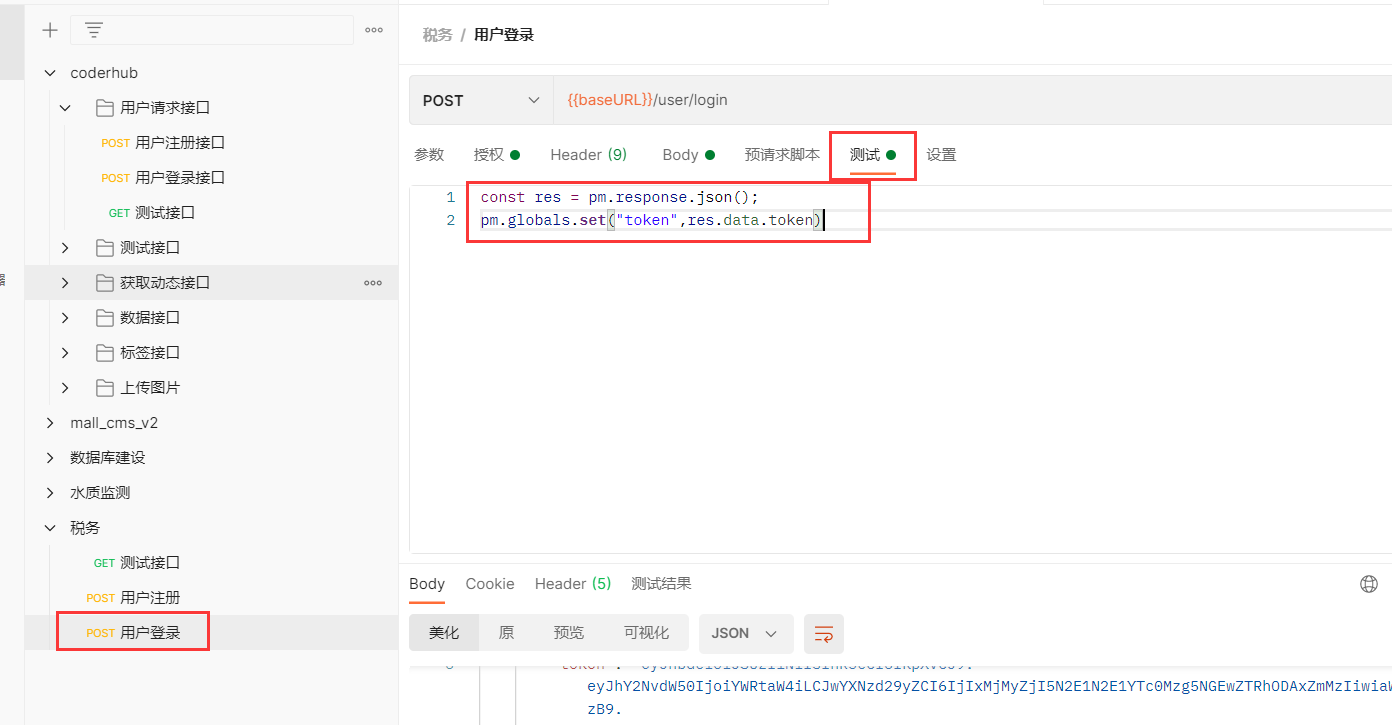 coderhub
用户请求接口
POST 用户注册接口
POST 用户登录接口
GET 测试接口
测试接口
获取动态接口
数据接口
标签接口
上传图片
mall_cms_v2
数据库建设
水质监测
税务
GET 测试接口
POST 用户注册
POST 用户登录
税务 / 用户登录
POST {{baseURL}}/user/login
参数 授权 Header (9) Body 预请求脚本 测试 设置
1 const res = pm.response.json();
2 pm.globals.set("token",res.data.token)
Body Cookie Header (5) 测试结果
美化 原 预览 可视化 JSON
eyJhY2NvdW50IjoiYWRtaW4iLCJwYXNzd29yZCI6IjIxMjMyZjI5N2E1N2E1YTc0Mzg5NGEwZTRhODAxZmMzIiwiaW
zB9.